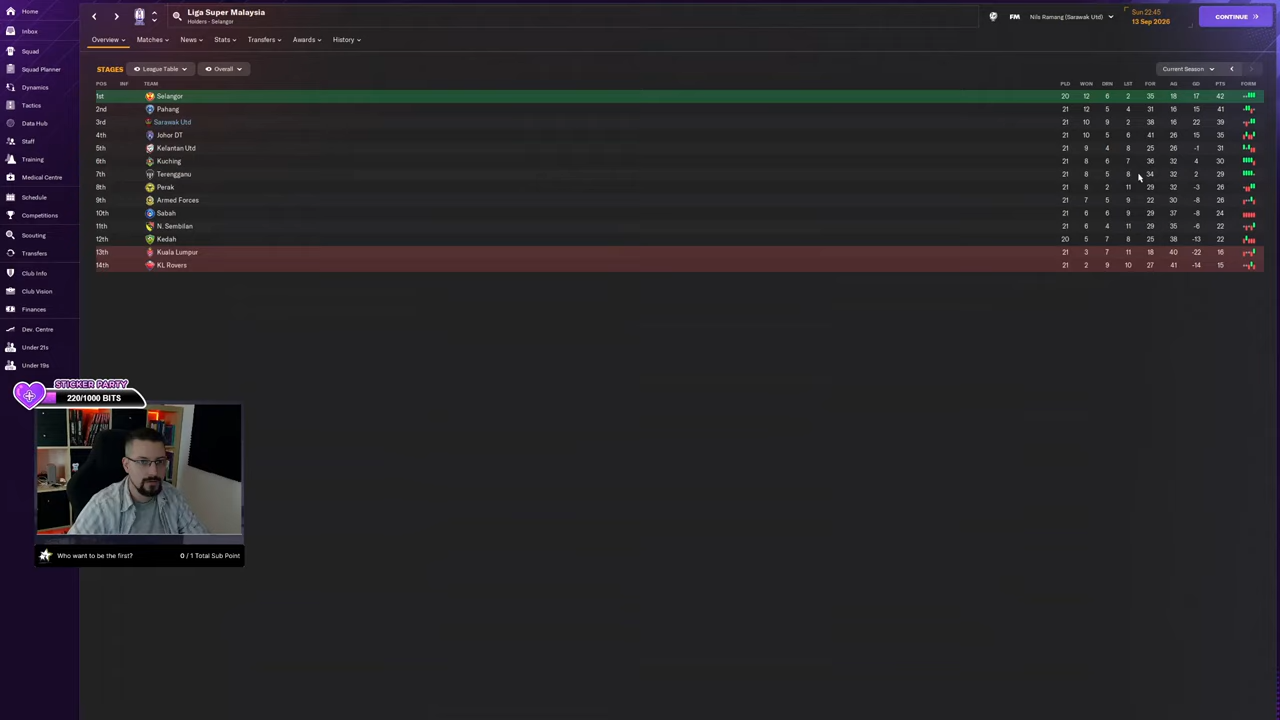 Home
Inbox
Squad
Squad Planner
Dynamics
Tactics
Data Hub
Staff
Training
Medical Centre
Schedule
Competitions
Scouting
Transfers
Club Info
Club Vision
Finances
Dev. Centre
Under 21s
Under 19s
Liga Super Malaysia
Holders - Selangor
FM Nils Ramang (Sarawak Utd)
Sun 22:45
13 Sep 2026
CONTINUE
Overview Matches News Stats Transfers Awards History
STAGES League Table Overall Current Season
POS INF TEAM PLD WON DRN LST FOR AG GD PTS FORM
1st Selangor 20 12 6 2 35 18 17 42
2nd Pahang 21 12 5 4 31 16 15 41
3rd Sarawak Utd 21 10 9 2 38 16 22 39
4th Johor DT 21 10 5 6 41 26 15 35
5th Kelantan Utd 21 9 4 8 25 26 -1 31
6th Kuching 21 8 6 7 36 32 4 30
7th Terengganu 21 8 5 8 34 32 2 29
8th Perak 21 8 2 11 29 32 -3 26
9th Armed Forces 21 7 5 9 22 30 -8 26
10th Sabah 21 6 6 9 29 37 -8 24
11th N. Sembilan 21 6 4 11 29 35 -6 22
12th Kedah 20 5 7 8 25 38 -13 22
13th Kuala Lumpur 21 3 7 11 18 40 -22 16
14th KL Rovers 21 2 9 10 27 41 -14 15
STICKER PARTY
220/1000 BITS
Who want to be the first? 0 / 1 Total Sub Point